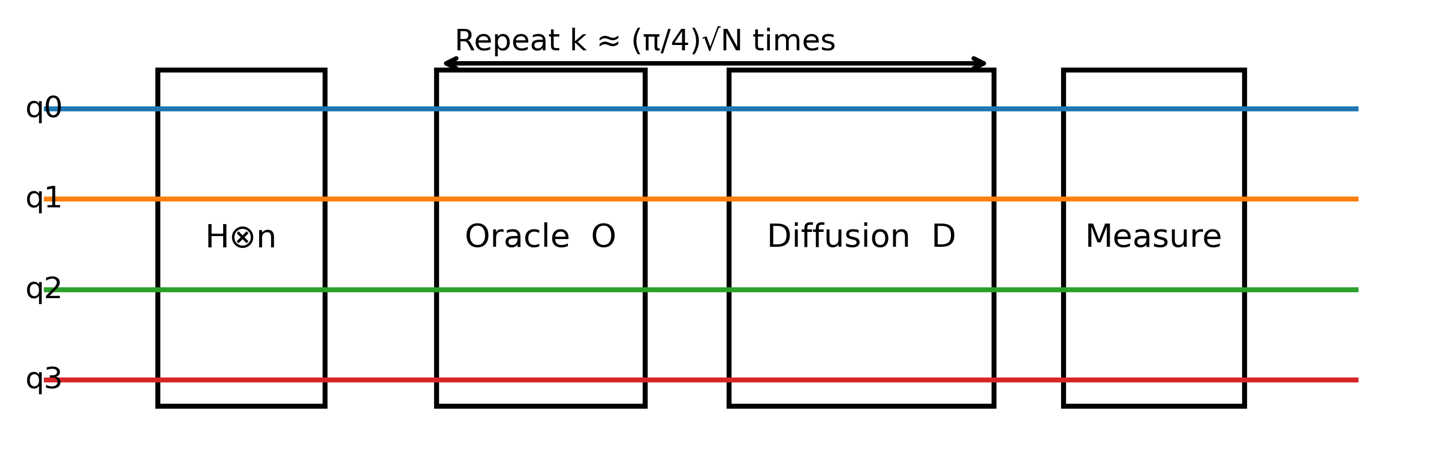 Repeat k ≈ (π/4)√N times
q0
q1
H⊗n
Oracle O
Diffusion D
Measure
q2
q3